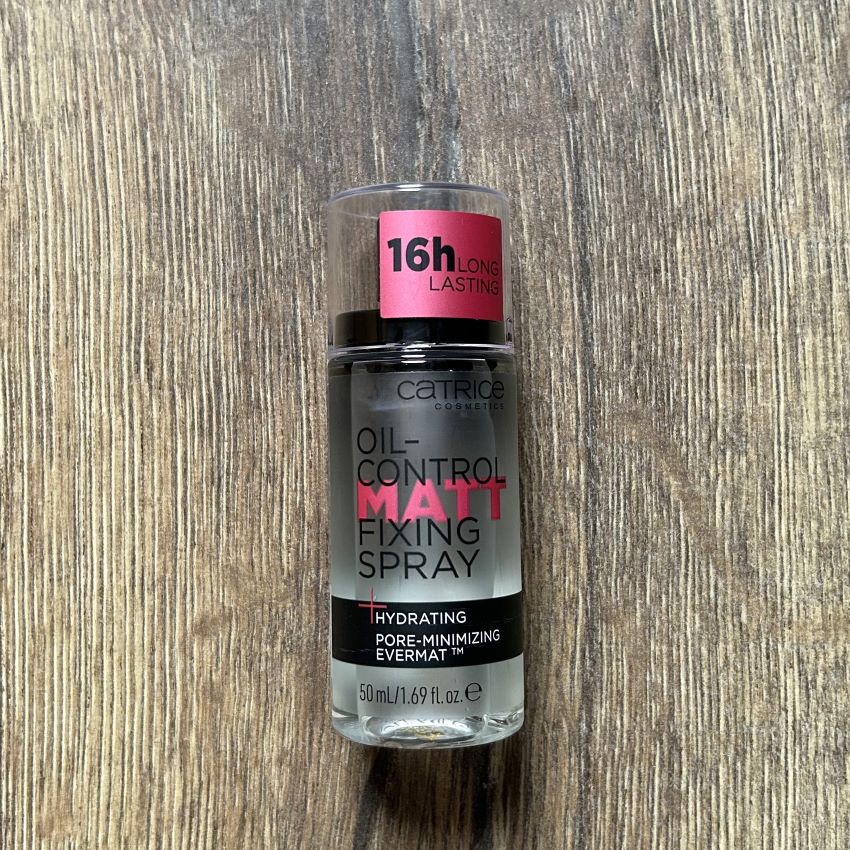 16h LONG
LASTING
CATRICE
COSMETICS
OIL-
CONTROL
MATT
FIXING
SPRAY
+HYDRATING
PORE-MINIMIZING
EVERMAT™
50 mL/1.69 fl. oz. ℮